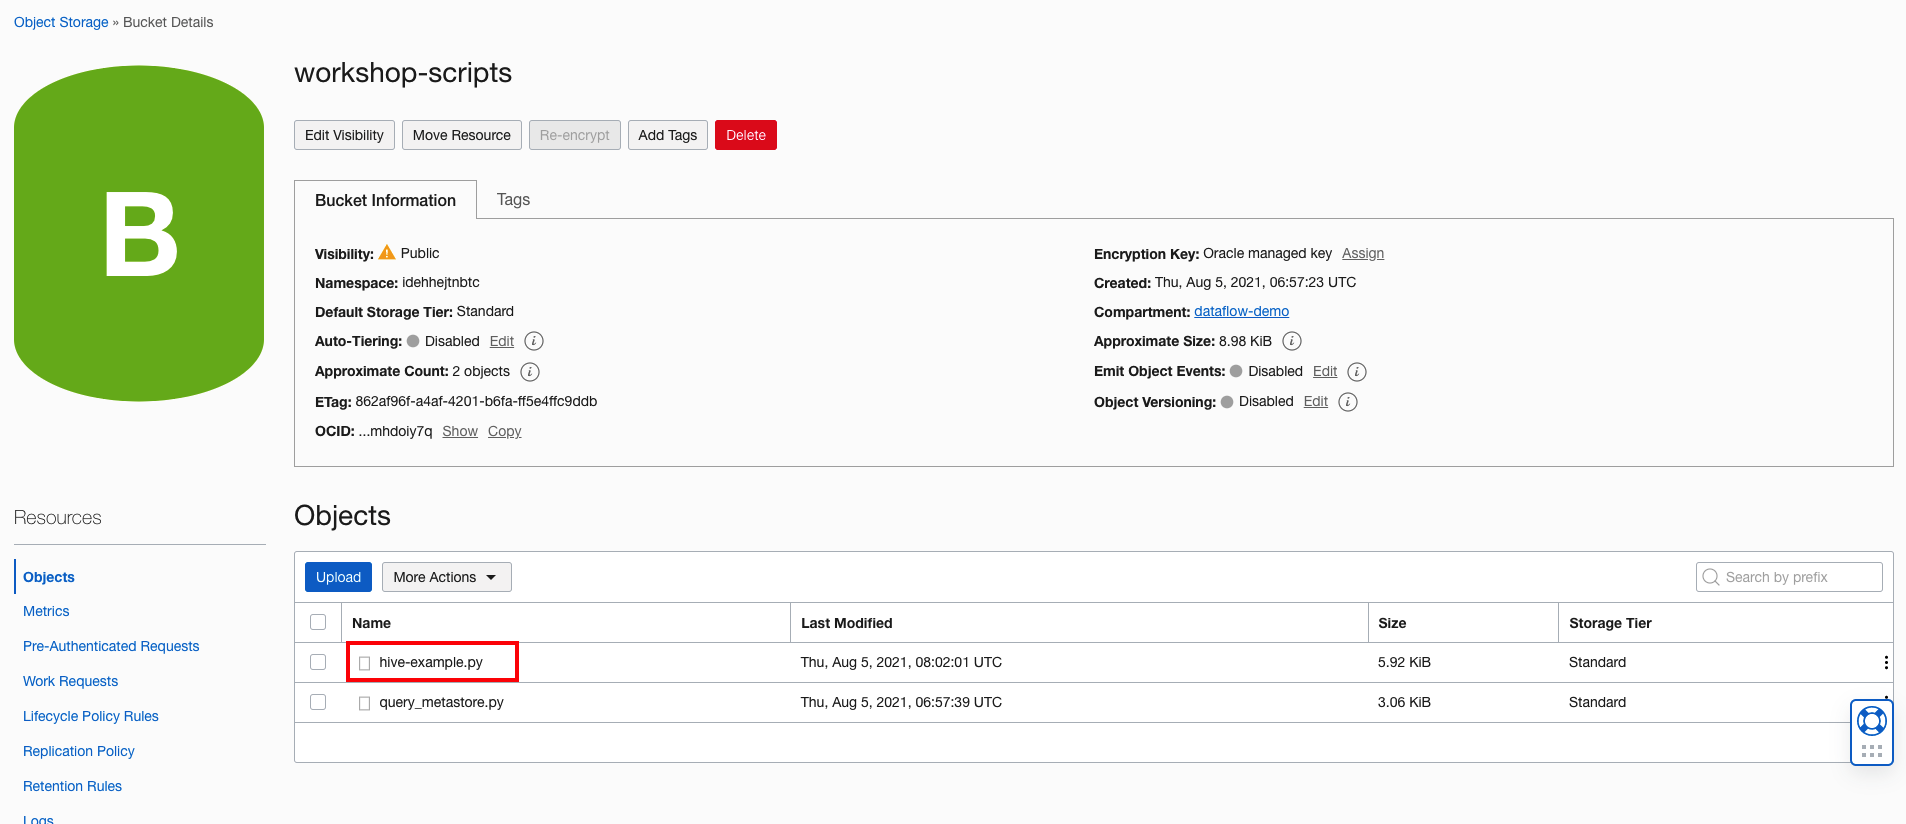 Object Storage » Bucket Details
B
workshop-scripts
Edit Visibility Move Resource Re-encrypt Add Tags Delete
Bucket Information Tags
Visibility: Public
Namespace: idehhejtnbtc
Default Storage Tier: Standard
Auto-Tiering: Disabled Edit i
Approximate Count: 2 objects i
ETag: 862af96f-a4af-4201-b6fa-ff5e4ffc9ddb
OCID: ...mhdoiy7q Show Copy
Encryption Key: Oracle managed key Assign
Created: Thu, Aug 5, 2021, 06:57:23 UTC
Compartment: dataflow-demo
Approximate Size: 8.98 KiB i
Emit Object Events: Disabled Edit i
Object Versioning: Disabled Edit i
Resources
Objects
Metrics
Pre-Authenticated Requests
Work Requests
Lifecycle Policy Rules
Replication Policy
Retention Rules
Logs
Objects
Upload More Actions Search by prefix
Name Last Modified Size Storage Tier
hive-example.py Thu, Aug 5, 2021, 08:02:01 UTC 5.92 KiB Standard
query_metastore.py Thu, Aug 5, 2021, 06:57:39 UTC 3.06 KiB Standard